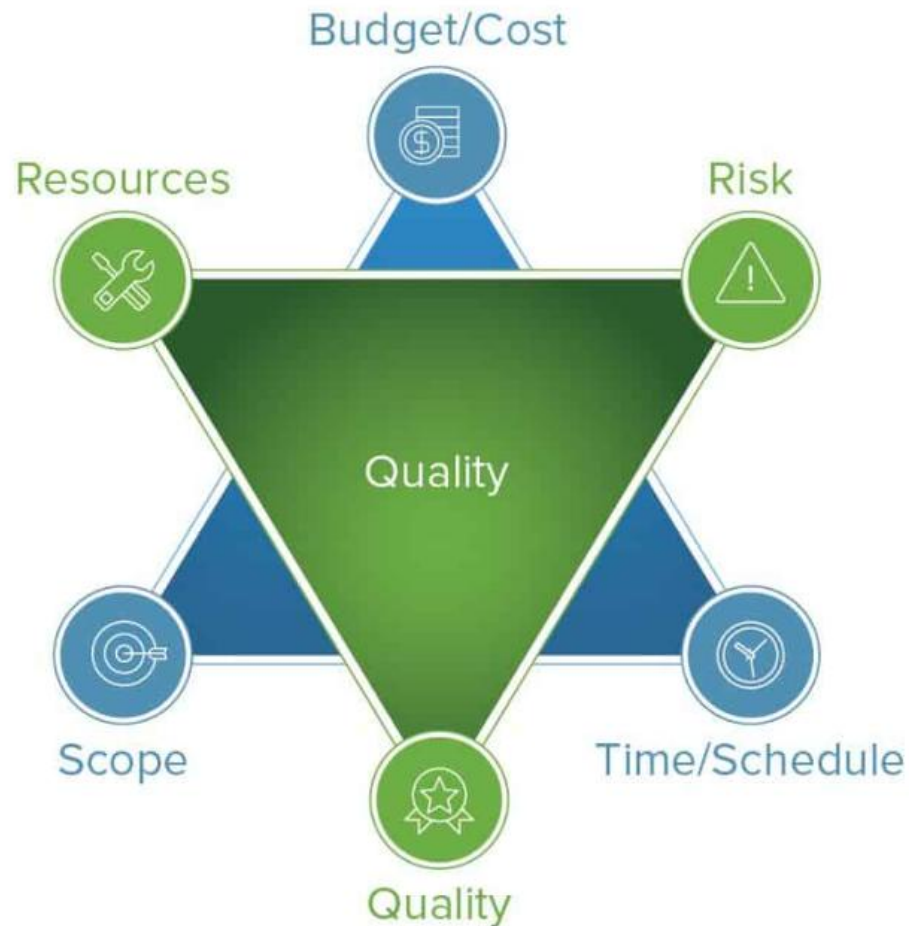 Budget/Cost
Resources
Risk
$
!
Quality
Scope
Time/Schedule
Quality